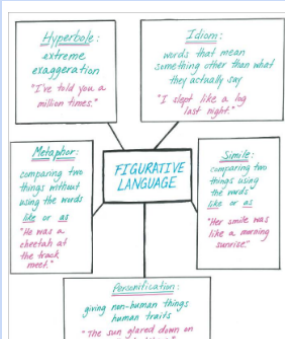 Hyperbole:
extreme
exaggeration
"I've told you a
million times."
Idiom:
words that mean
something other than what
they actually say
"I slept like a log
last night."
Metaphor:
comparing two
things without
using the words
like or as
"He was a
cheetah at
the track
meet."
FIGURATIVE
LANGUAGE
Simile:
comparing two
things using
the words
like or as
"Her smile was
like a morning
sunrise."
Personification:
giving non-human things
human traits
"The sun glared down on